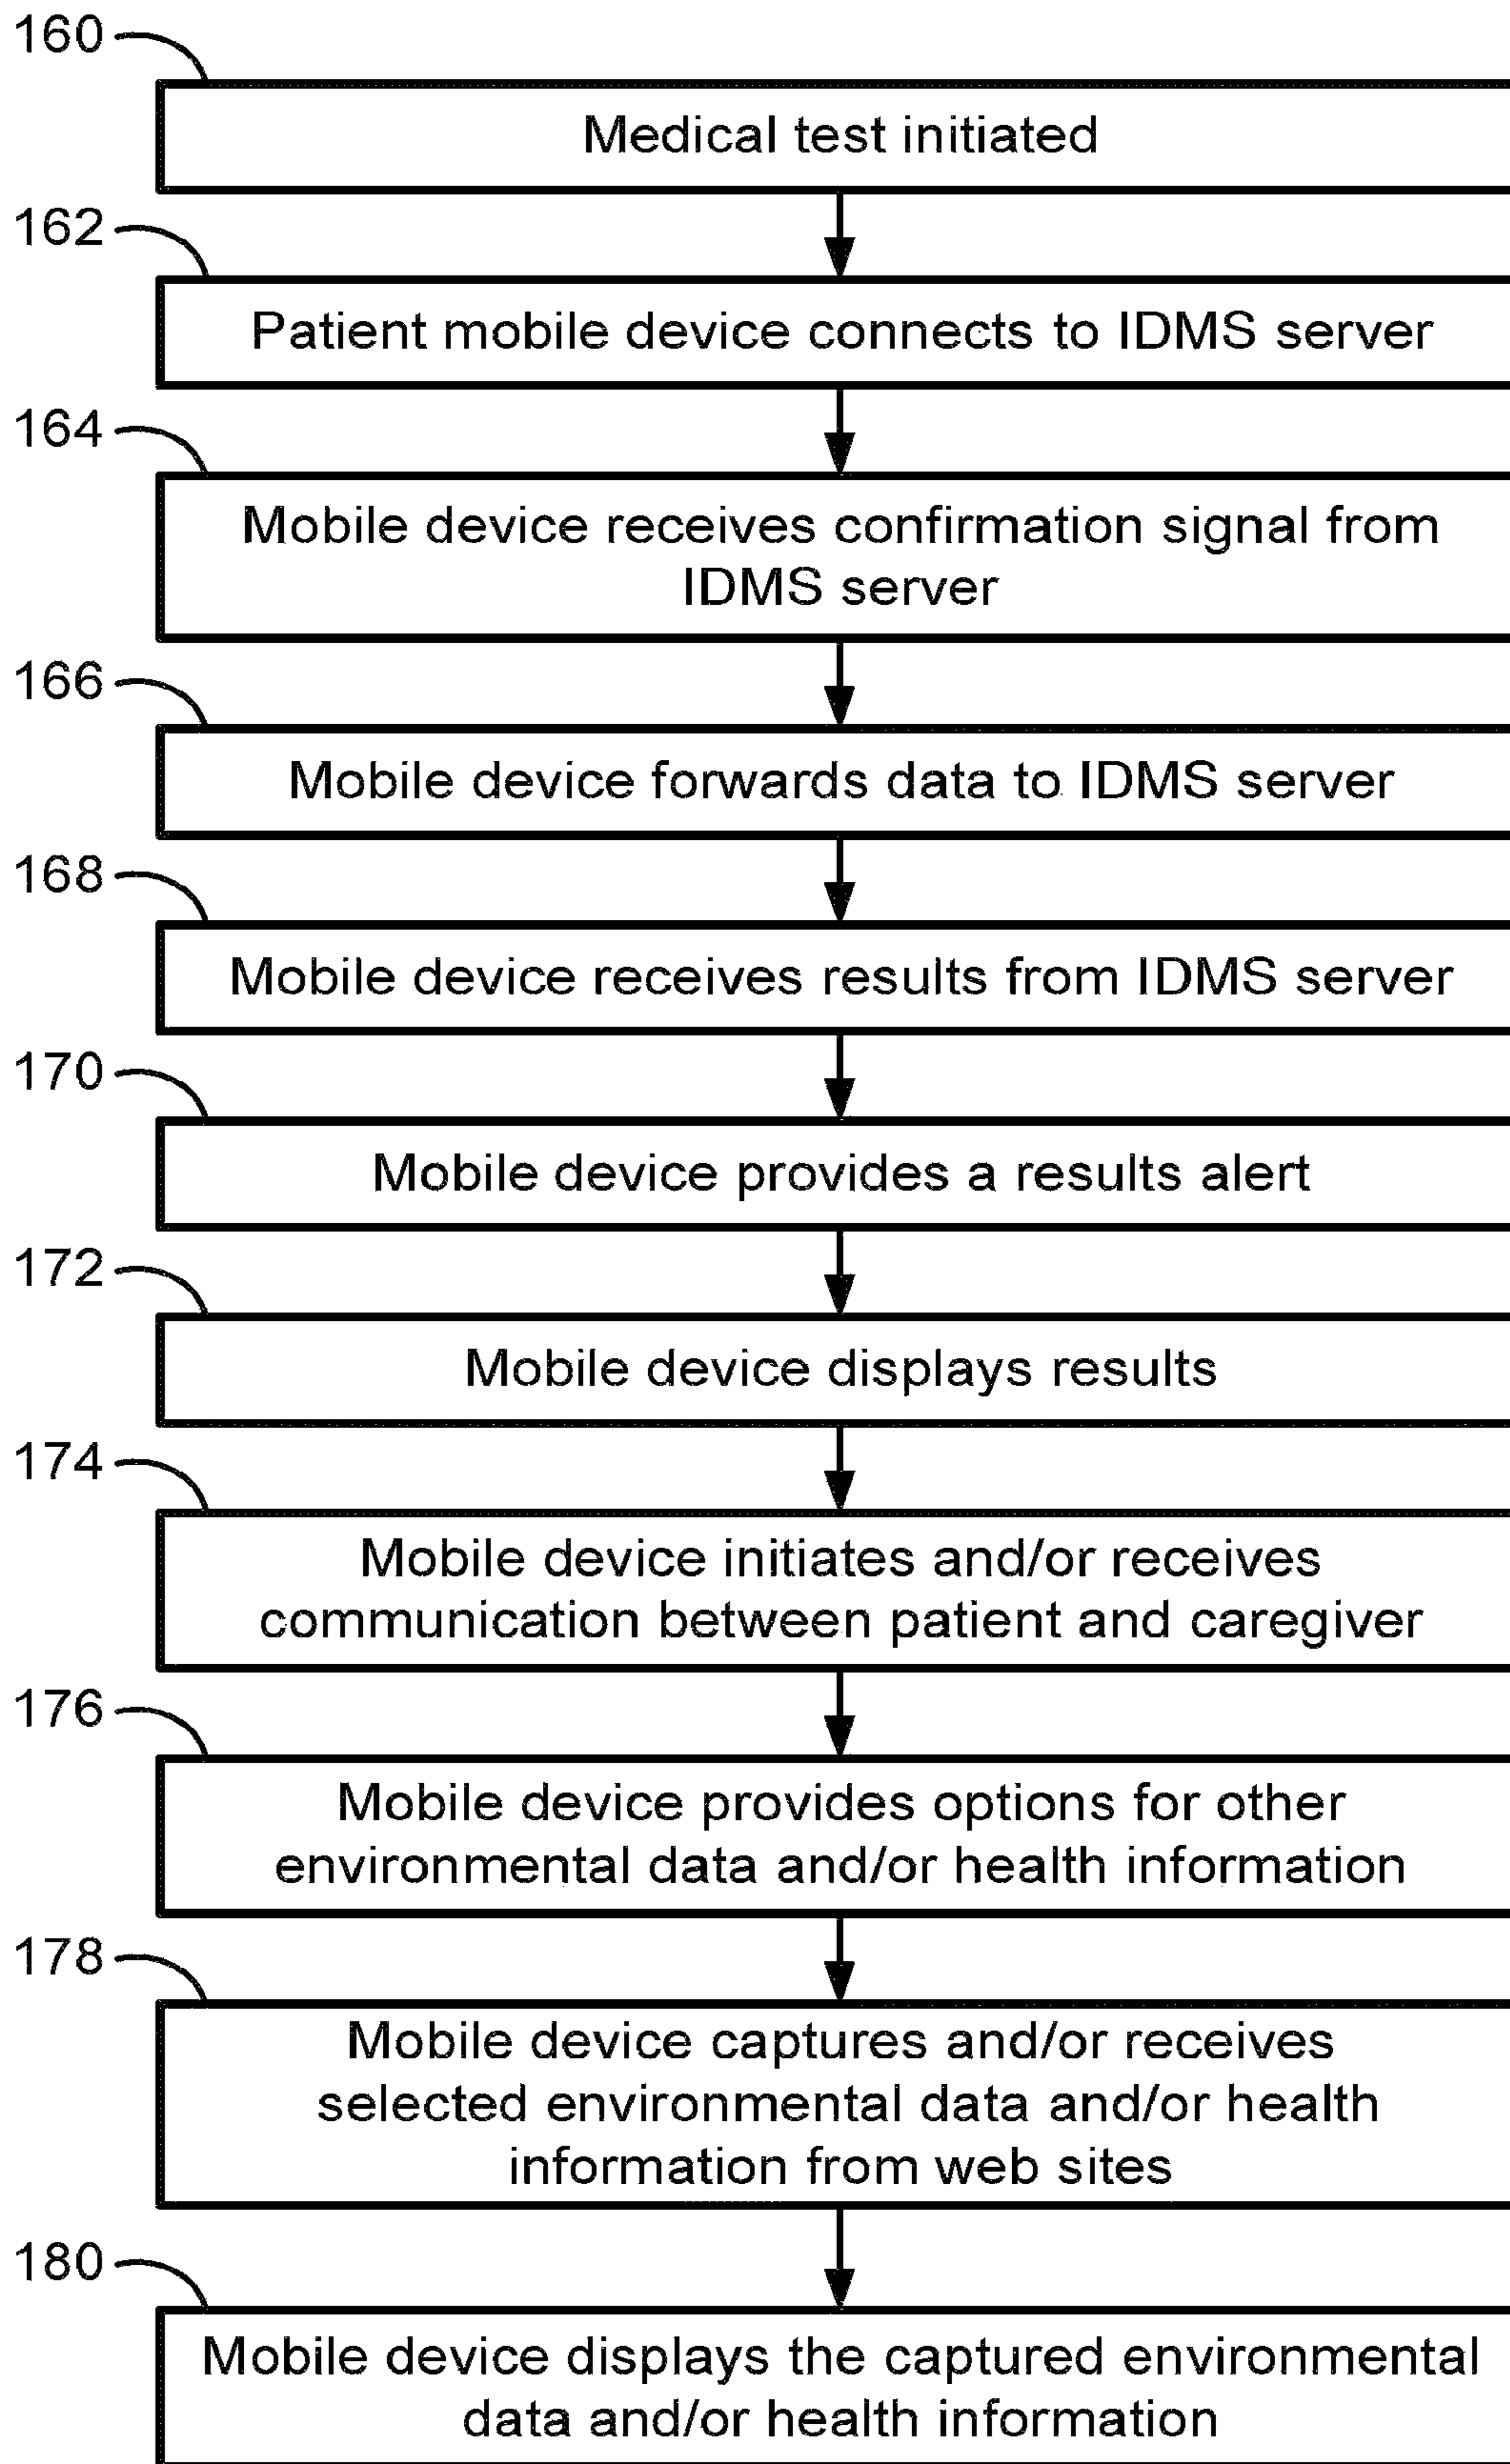 160
Medical test initiated
162
Patient mobile device connects to IDMS server
164
Mobile device receives confirmation signal from
IDMS server
166
Mobile device forwards data to IDMS server
168
Mobile device receives results from IDMS server
170
Mobile device provides a results alert
172
Mobile device displays results
174
Mobile device initiates and/or receives
communication between patient and caregiver
176
Mobile device provides options for other
environmental data and/or health information
178
Mobile device captures and/or receives
selected environmental data and/or health
information from web sites
180
Mobile device displays the captured environmental
data and/or health information